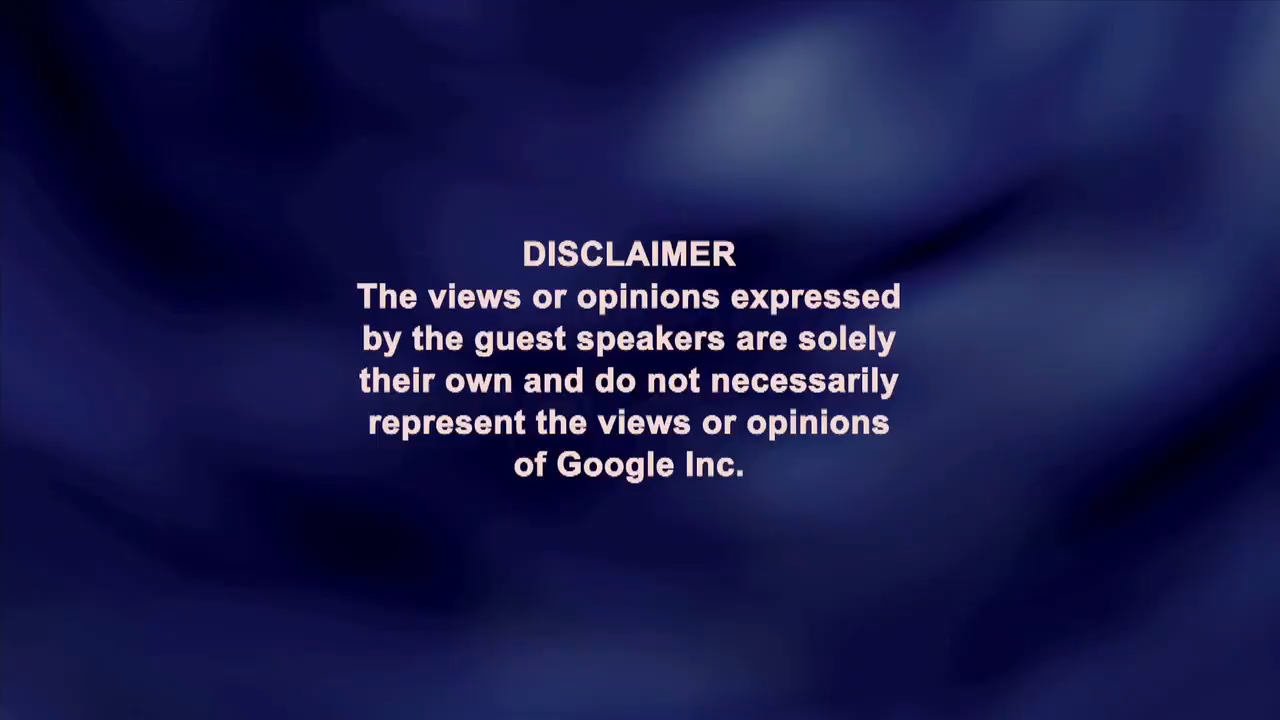 DISCLAIMER
The views or opinions expressed
by the guest speakers are solely
their own and do not necessarily
represent the views or opinions
of Google Inc.